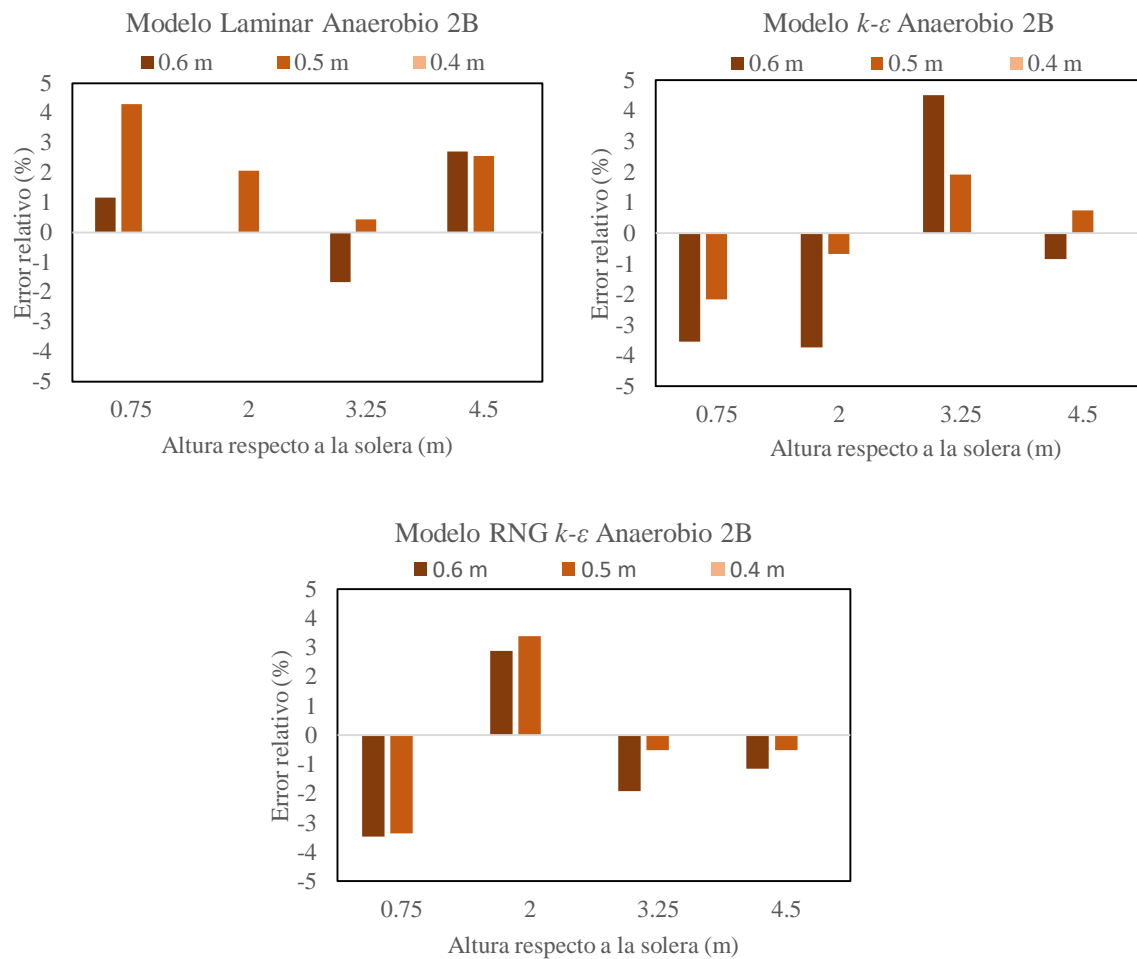 Modelo Laminar Anaerobio 2B
0.6 m 0.5 m 0.4 m
5
4
3
2
1
0
-1
-2
-3
-4
-5
Error relativo (%)
0.75 2 3.25 4.5
Altura respecto a la solera (m)
Modelo k-ε Anaerobio 2B
0.6 m 0.5 m 0.4 m
5
4
3
2
1
0
-1
-2
-3
-4
-5
Error relativo (%)
0.75 2 3.25 4.5
Altura respecto a la solera (m)
Modelo RNG k-ε Anaerobio 2B
0.6 m 0.5 m 0.4 m
5
4
3
2
1
0
-1
-2
-3
-4
-5
Error relativo (%)
0.75 2 3.25 4.5
Altura respecto a la solera (m)